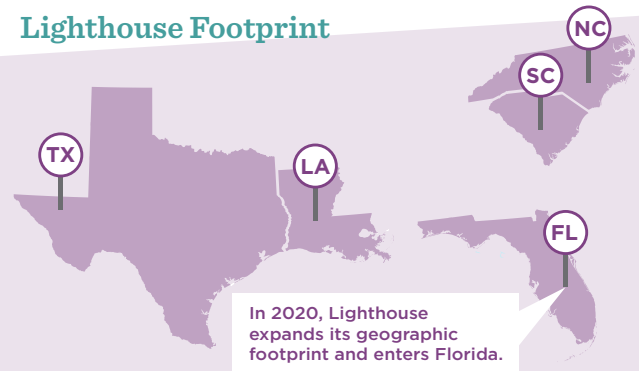 Lighthouse Footprint
NC
SC
TX
LA
FL
In 2020, Lighthouse
expands its geographic
footprint and enters Florida.